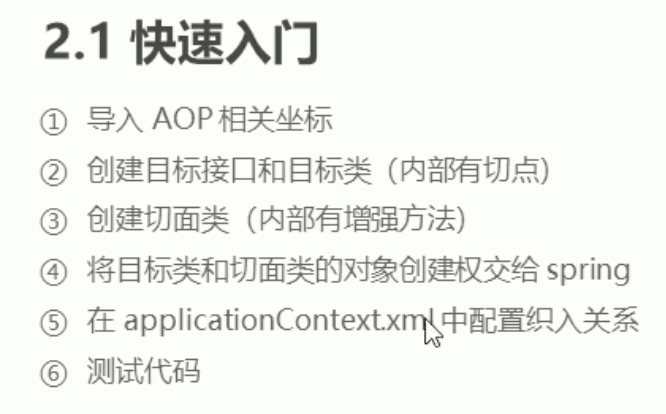 2.1 快速入门
① 导入 AOP 相关坐标
② 创建目标接口和目标类（内部有切点）
③ 创建切面类（内部有增强方法）
④ 将目标类和切面类的对象创建权交给 spring
⑤ 在 applicationContext.xml 中配置织入关系
⑥ 测试代码